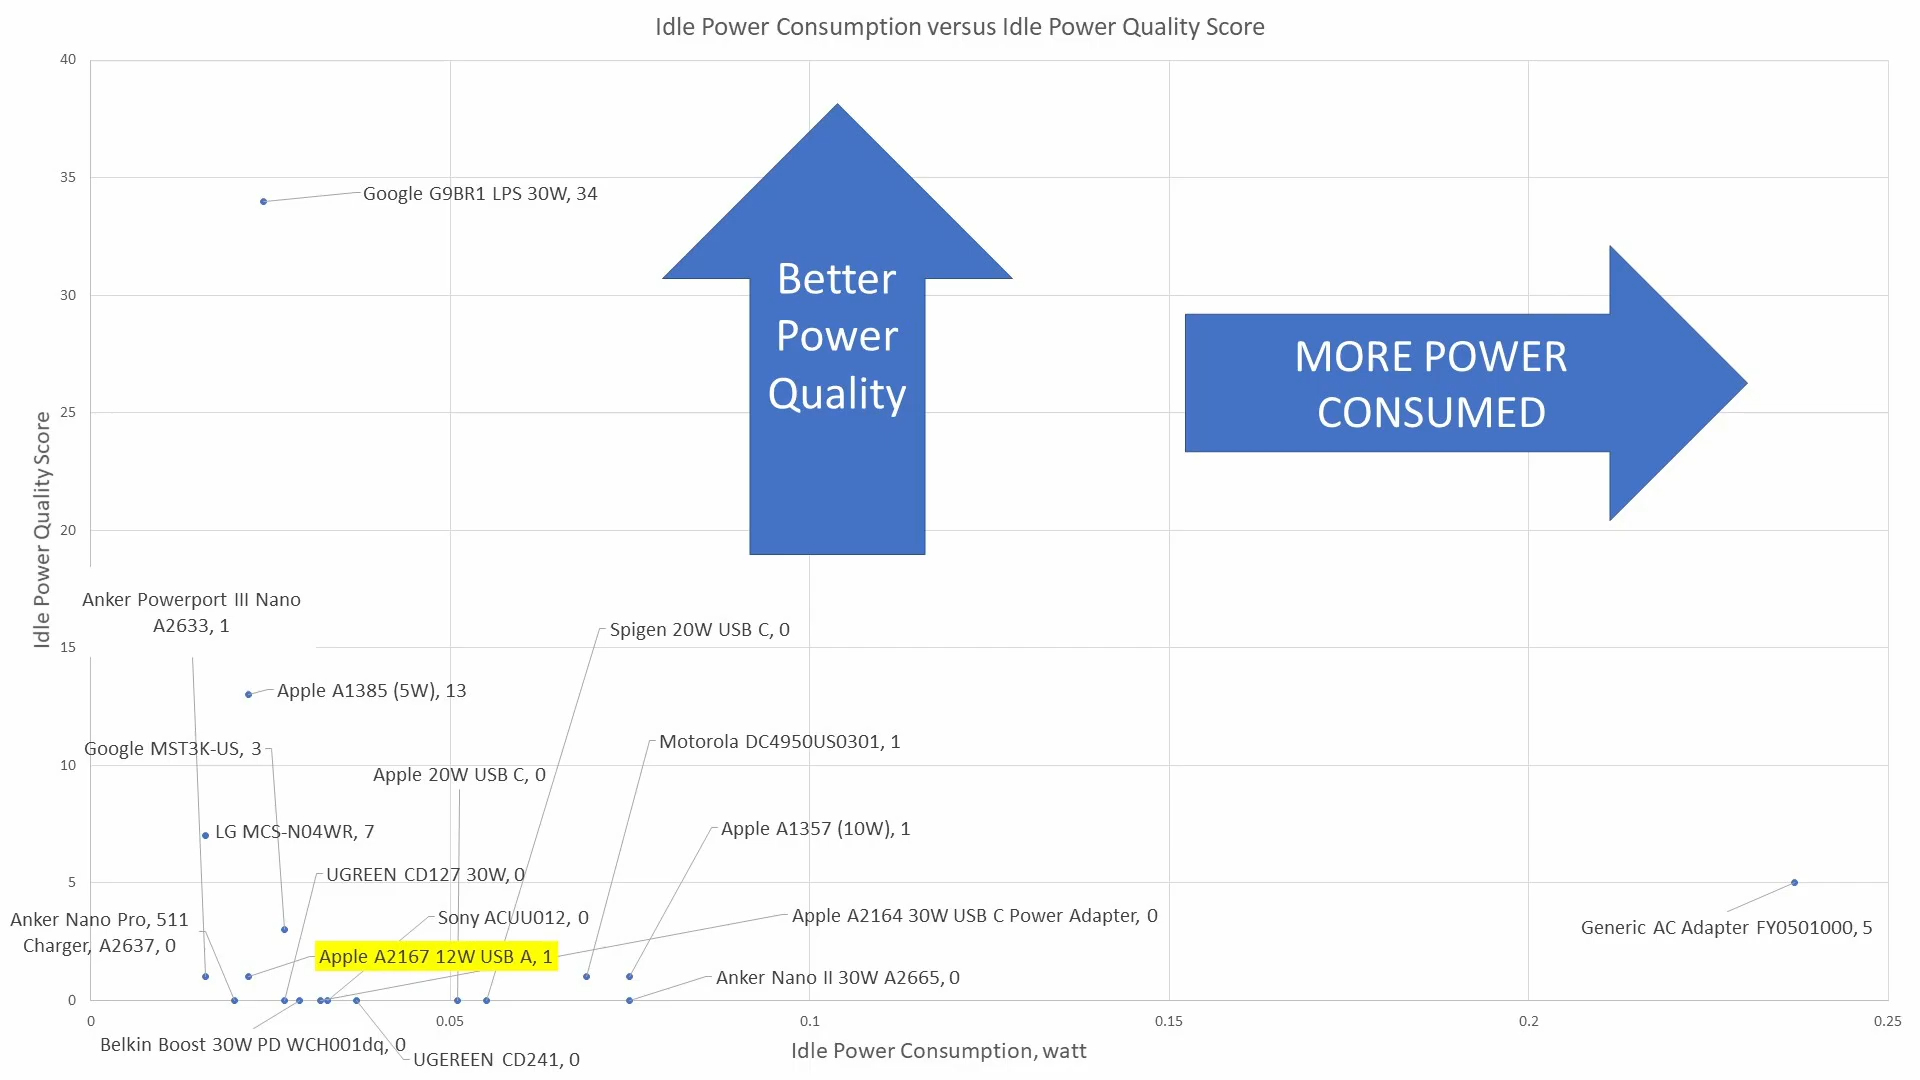 Idle Power Consumption versus Idle Power Quality Score
40
35
30
25
20
15
10
5
0
Idle Power Quality Score
Google G9BR1 LPS 30W, 34
Better
Power
Quality
MORE POWER
CONSUMED
Anker Powerport III Nano
A2633, 1
Spigen 20W USB C, 0
Apple A1385 (5W), 13
Google MST3K-US, 3
Motorola DC4950US0301, 1
Apple 20W USB C, 0
LG MCS-N04WR, 7
Apple A1357 (10W), 1
UGREEN CD127 30W, 0
Anker Nano Pro, 511
Charger, A2637, 0
Sony ACUU012, 0
Apple A2164 30W USB C Power Adapter, 0
Generic AC Adapter FY0501000, 5
Apple A2167 12W USB A, 1
Anker Nano II 30W A2665, 0
0
0.05
0.1
0.15
0.2
0.25
Belkin Boost 30W PD WCH001dq, 0
UGEREEN CD241, 0
Idle Power Consumption, watt